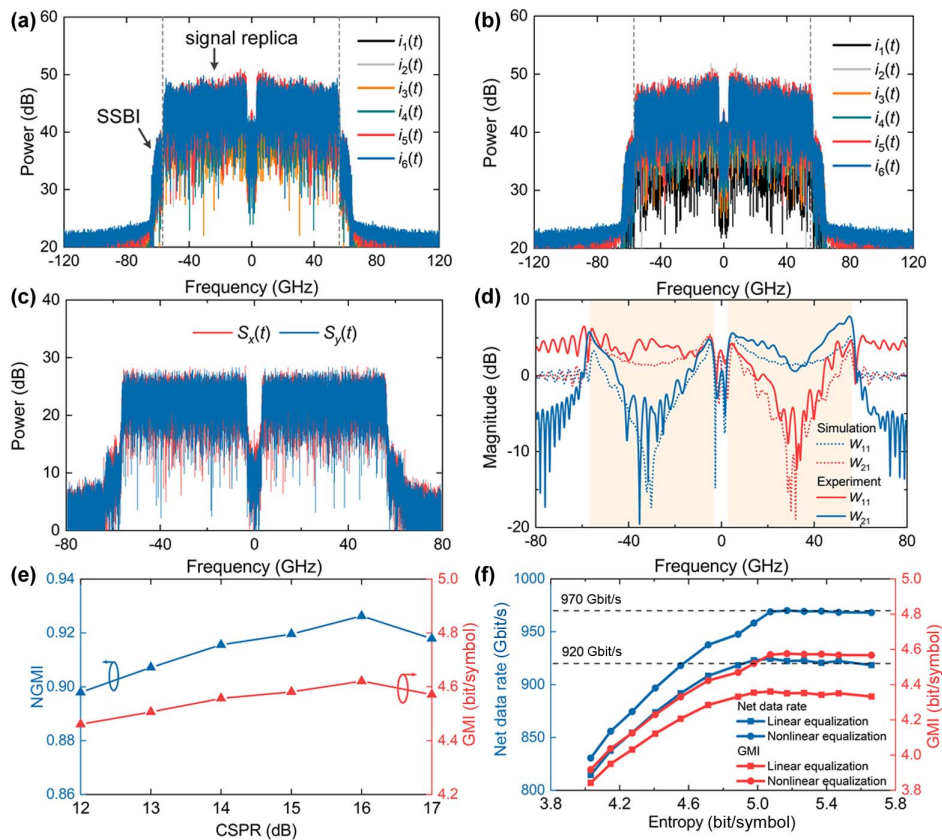 (a)
60
50
40
30
20
Power (dB)
signal replica
SSBI
i1(t)
i2(t)
i3(t)
i4(t)
i5(t)
i6(t)
-120 -80 -40 0 40 80 120
Frequency (GHz)
(b)
60
50
40
30
20
Power (dB)
i1(t)
i2(t)
i3(t)
i4(t)
i5(t)
i6(t)
-120 -80 -40 0 40 80 120
Frequency (GHz)
(c)
40
30
20
10
0
Power (dB)
Sx(t) Sy(t)
-80 -40 0 40 80
Frequency (GHz)
(d)
10
0
-10
-20
Magnitude (dB)
Simulation
W11
W21
Experiment
W11
W21
-80 -40 0 40 80
Frequency (GHz)
(e)
0.94
0.92
0.90
0.88
0.86
NGMI
5.0
4.8
4.6
4.4
4.2
GMI (bit/symbol)
12 13 14 15 16 17
CSPR (dB)
(f)
1000
950
900
850
800
Net data rate (Gbit/s)
970 Gbit/s
920 Gbit/s
Net data rate
Linear equalization
Nonlinear equalization
GMI
Linear equalization
Nonlinear equalization
5.0
4.8
4.6
4.4
4.2
4.0
3.8
GMI (bit/symbol)
3.8 4.2 4.6 5.0 5.4 5.8
Entropy (bit/symbol)